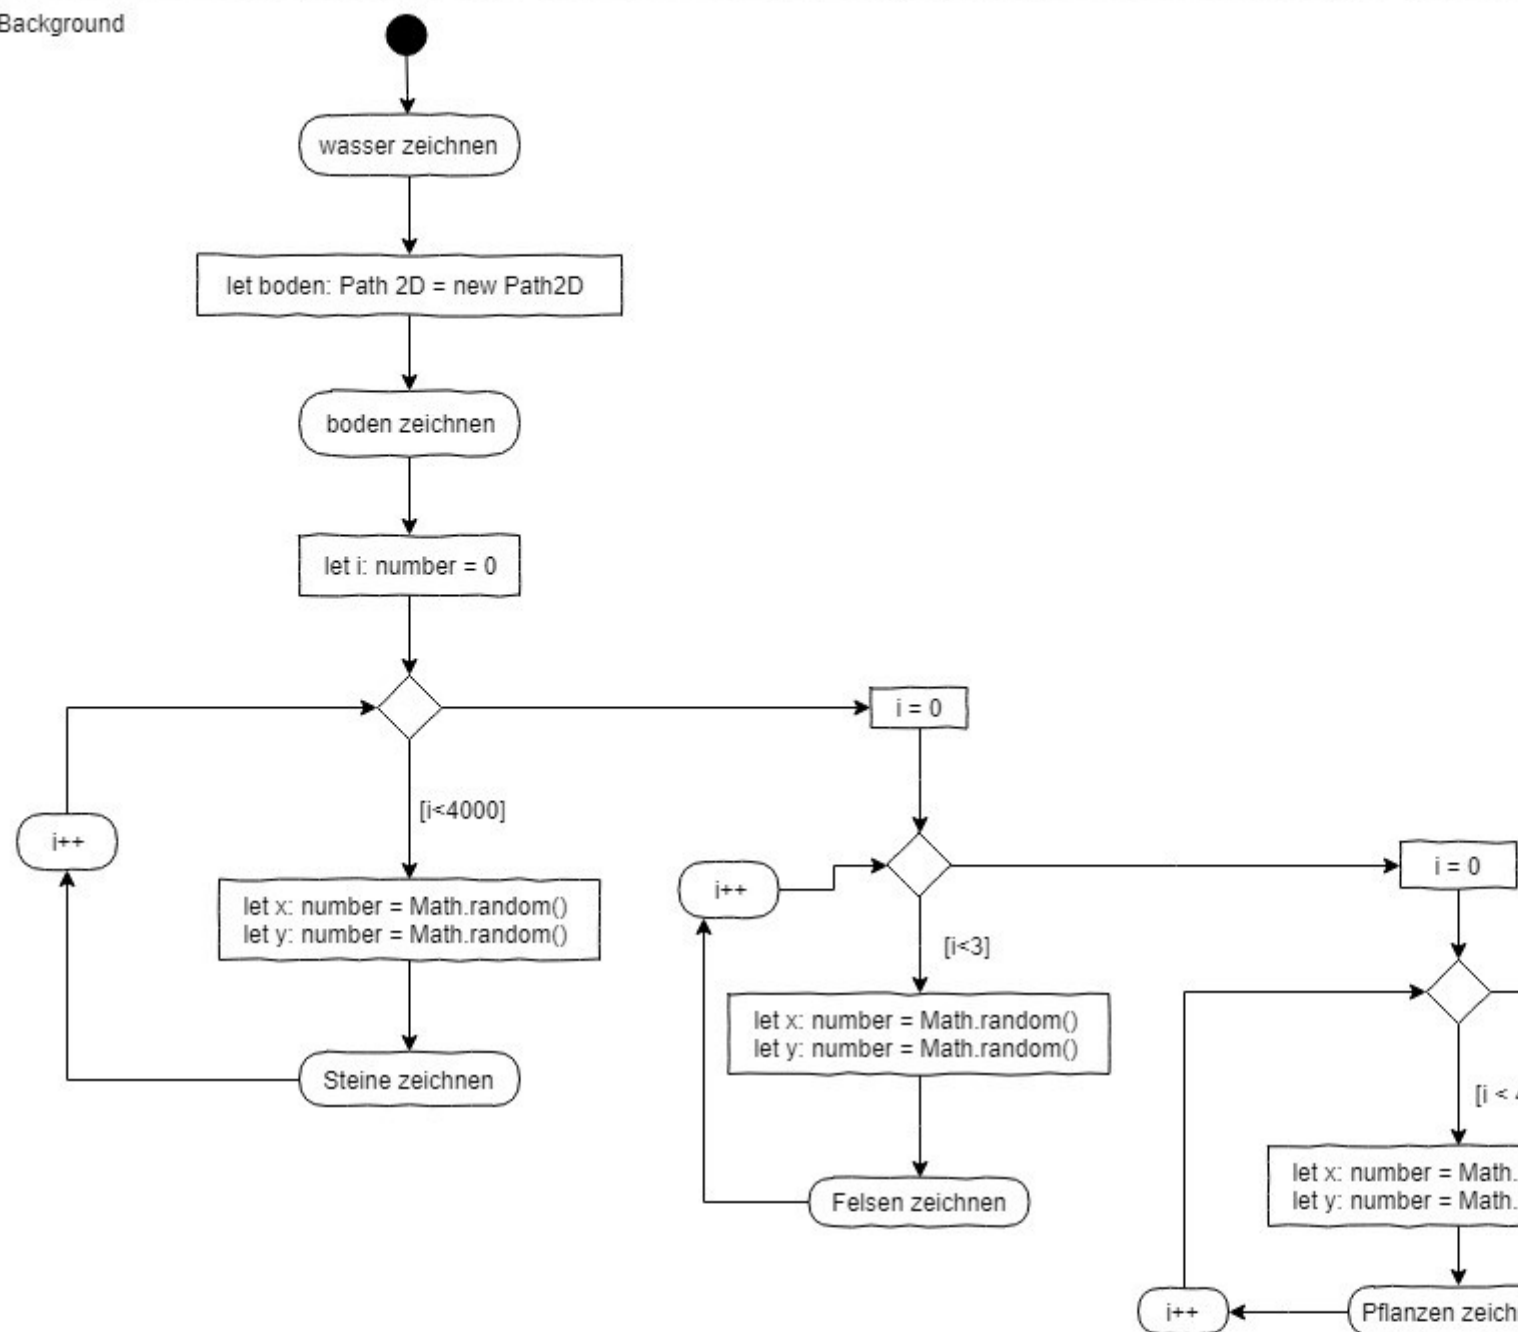 Background
wasser zeichnen
let boden: Path 2D = new Path2D
boden zeichnen
let i: number = 0
i = 0
[i<4000]
i++
let x: number = Math.random()
let y: number = Math.random()
Steine zeichnen
i++
[i<3]
let x: number = Math.random()
let y: number = Math.random()
Felsen zeichnen
i = 0
[i <
let x: number = Math.
let y: number = Math.
Pflanzen zeich
i++